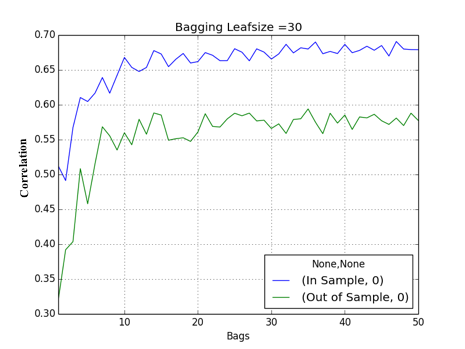 Bagging Leafsize =30
0.70
0.65
0.60
0.55
0.50
0.45
0.40
0.35
0.30
Correlation
10
20
30
40
50
Bags
None,None
(In Sample, 0)
(Out of Sample, 0)